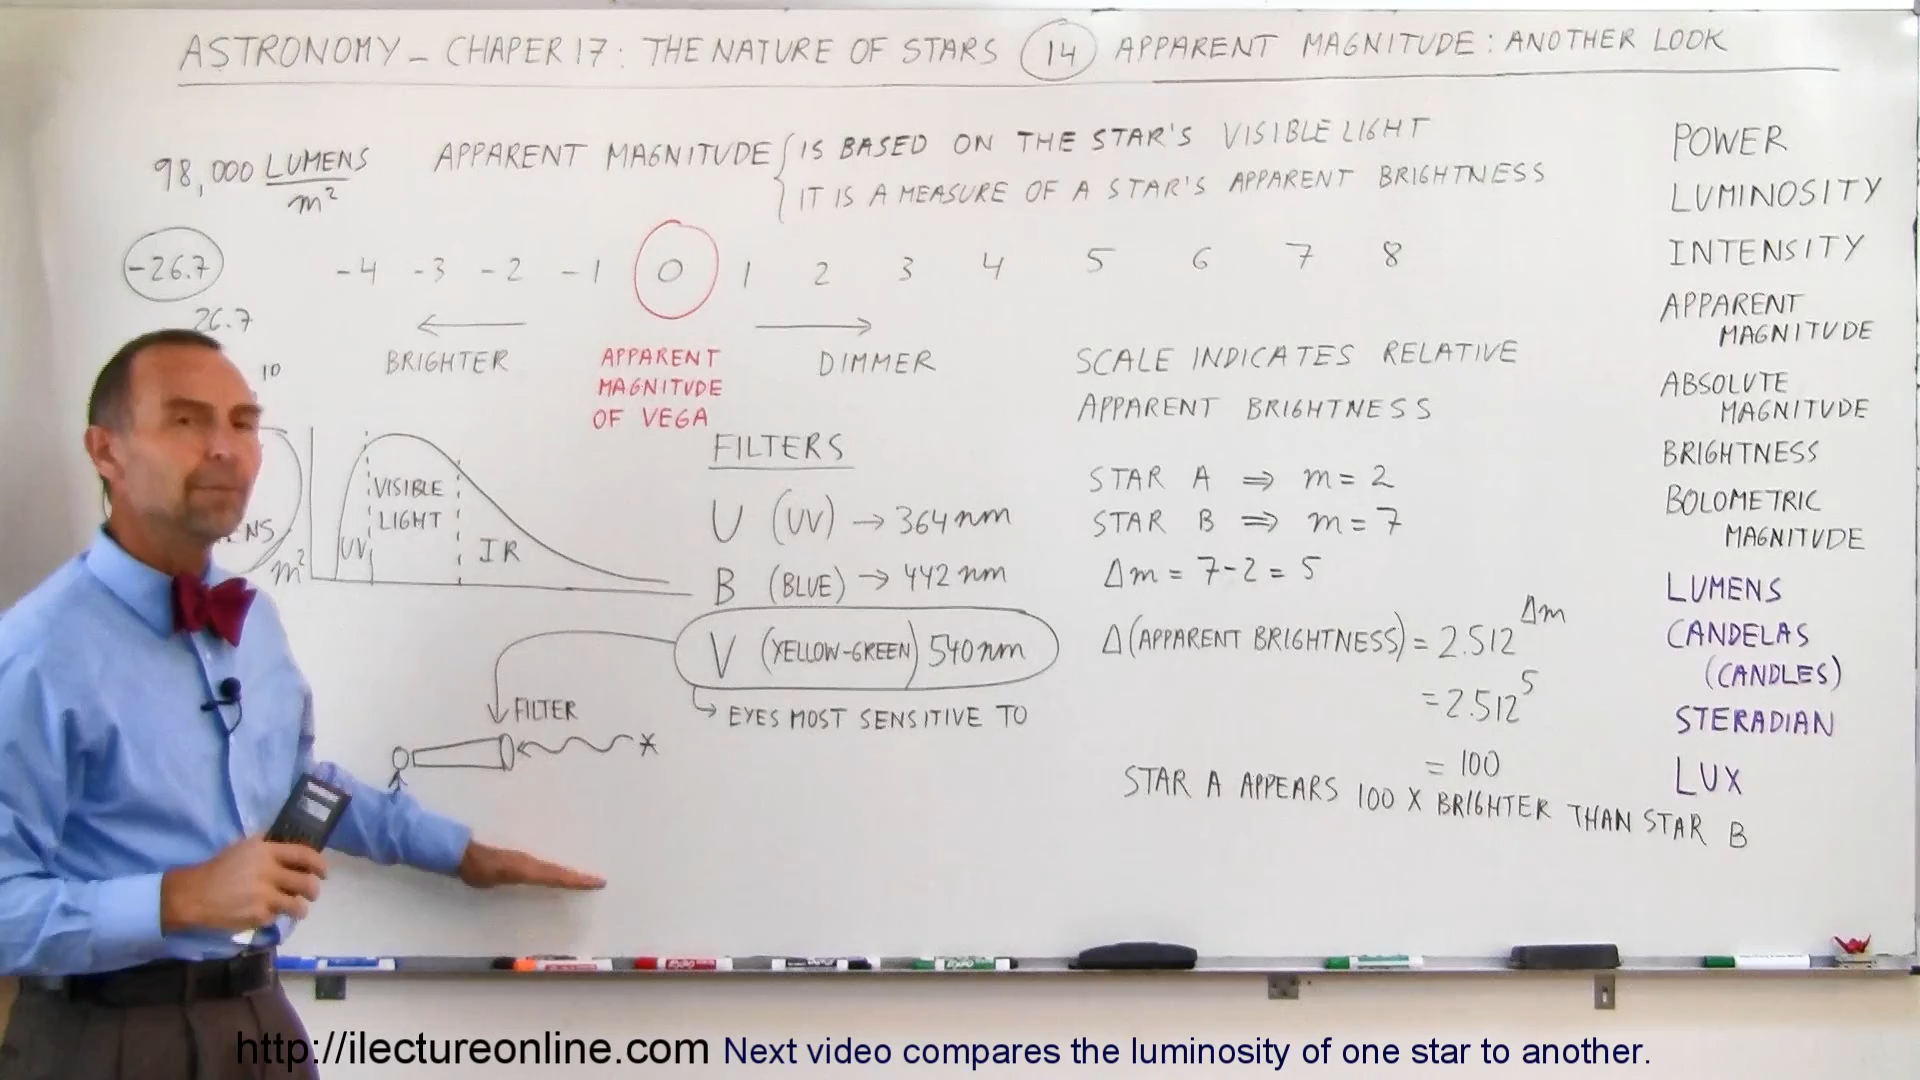 ASTRONOMY - CHAPER 17: THE NATURE OF STARS 14 APPARENT MAGNITUDE: ANOTHER LOOK
98,000 LUMENS
m²
APPARENT MAGNITUDE { IS BASED ON THE STAR'S VISIBLE LIGHT
IT IS A MEASURE OF A STAR'S APPARENT BRIGHTNESS
-26.7 -4 -3 -2 -1 0 1 2 3 4 5 6 7 8
26.7
10
← BRIGHTER
APPARENT
MAGNITUDE
OF VEGA
→ DIMMER
m²
UV
VISIBLE
LIGHT
IR
FILTERS
U (UV) → 364 nm
B (BLUE) → 442 nm
V (YELLOW-GREEN) 540 nm
↳ EYES MOST SENSITIVE TO
FILTER
SCALE INDICATES RELATIVE
APPARENT BRIGHTNESS
STAR A ⇒ m = 2
STAR B ⇒ m = 7
Δm = 7-2 = 5
Δ(APPARENT BRIGHTNESS) = 2.512^Δm
= 2.512^5
= 100
STAR A APPEARS 100 X BRIGHTER THAN STAR B
POWER
LUMINOSITY
INTENSITY
APPARENT
MAGNITUDE
ABSOLUTE
MAGNITUDE
BRIGHTNESS
BOLOMETRIC
MAGNITUDE
LUMENS
CANDELAS
(CANDLES)
STERADIAN
LUX
http://ilectureonline.com Next video compares the luminosity of one star to another.